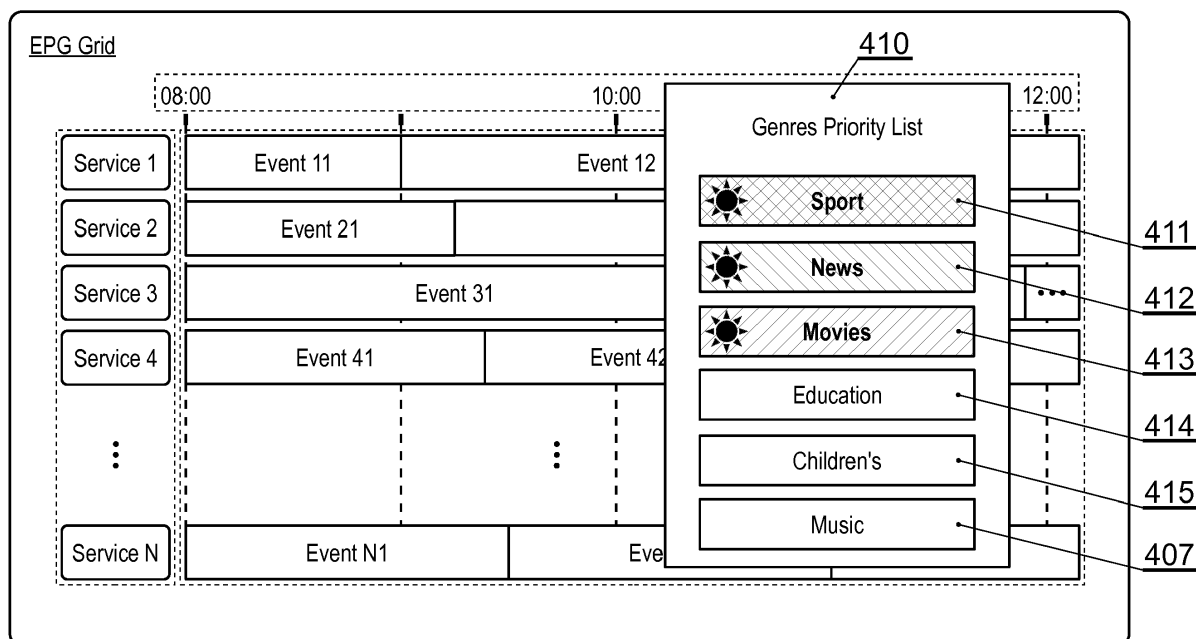 EPG Grid
410
08:00 10:00 12:00
Genres Priority List
Service 1 Event 11 Event 12
Sport
411
Service 2 Event 21
News
412
Service 3 Event 31 •••
Movies
413
Service 4 Event 41 Event 42
Education
414
Children's
415
Music
407
Service N Event N1 Eve